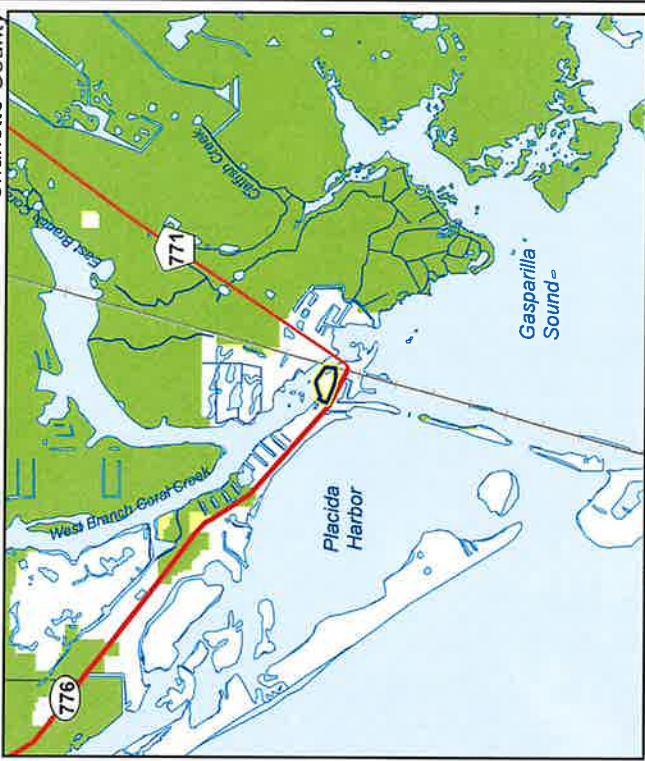 East Branch Coral
Catfish Creek
771
Gasparilla
Sound
West Branch Coral Creek
Placida
Harbor
776